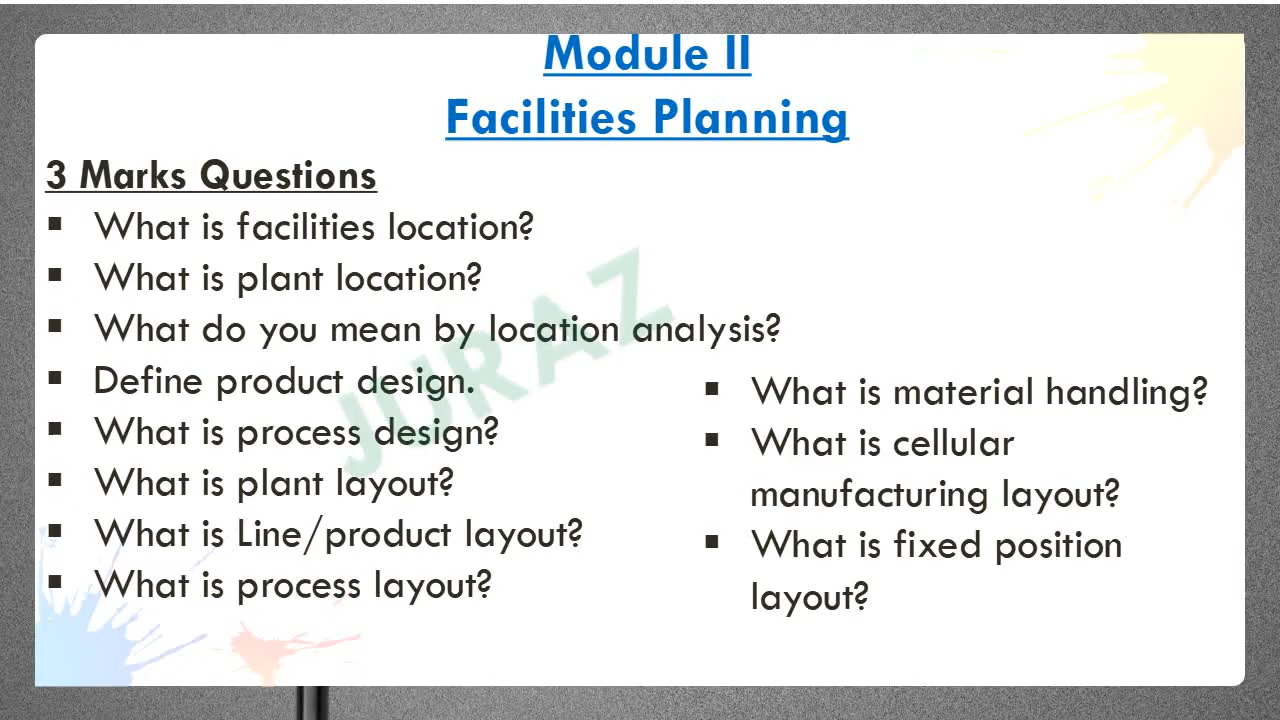 Module II
Facilities Planning
3 Marks Questions
▪ What is facilities location?
▪ What is plant location?
▪ What do you mean by location analysis?
▪ Define product design.
▪ What is process design?
▪ What is plant layout?
▪ What is Line/product layout?
▪ What is process layout?
▪ What is material handling?
▪ What is cellular
manufacturing layout?
▪ What is fixed position
layout?
JURAZ